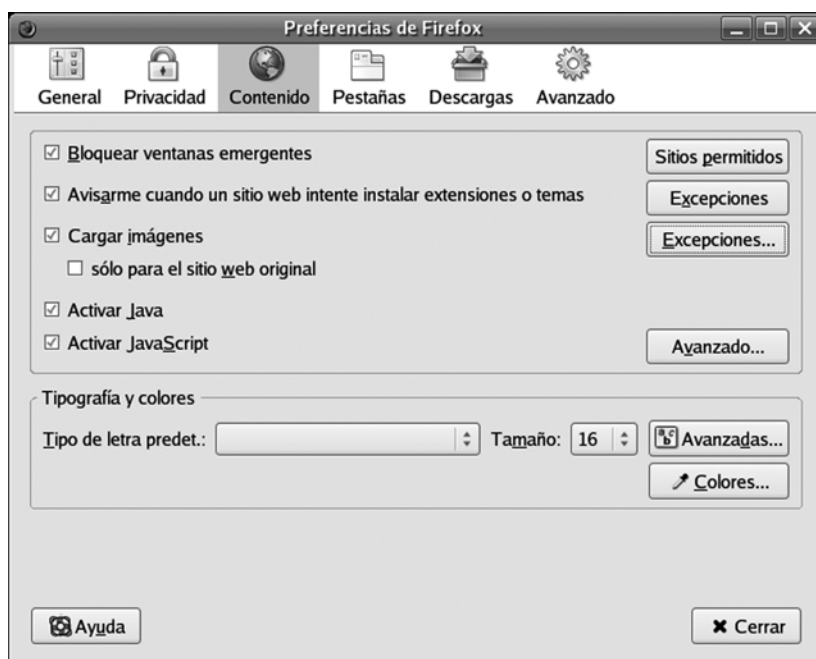 Preferencias de Firefox
General Privacidad Contenido Pestañas Descargas Avanzado
Bloquear ventanas emergentes Sitios permitidos
Avisarme cuando un sitio web intente instalar extensiones o temas Excepciones
Cargar imágenes Excepciones...
sólo para el sitio web original
Activar Java
Activar JavaScript Avanzado...
Tipografía y colores
Tipo de letra predet.: Tamaño: 16 Avanzadas...
Colores...
Ayuda Cerrar